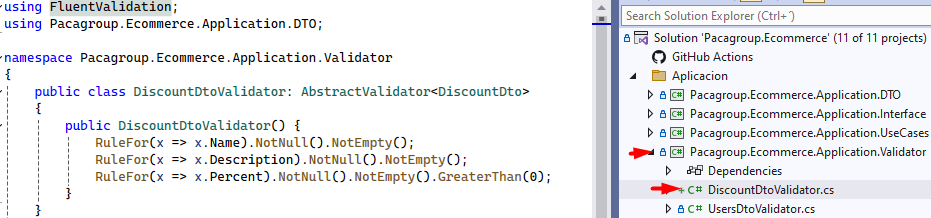 using FluentValidation;
using Pacagroup.Ecommerce.Application.DTO;
namespace Pacagroup.Ecommerce.Application.Validator
{
public class DiscountDtoValidator: AbstractValidator<DiscountDto>
{
public DiscountDtoValidator() {
RuleFor(x => x.Name).NotNull().NotEmpty();
RuleFor(x => x.Description).NotNull().NotEmpty();
RuleFor(x => x.Percent).NotNull().NotEmpty().GreaterThan(0);
}
}
Search Solution Explorer (Ctrl+´)
Solution 'Pacagroup.Ecommerce' (11 of 11 projects)
GitHub Actions
Aplicacion
C# Pacagroup.Ecommerce.Application.DTO
C# Pacagroup.Ecommerce.Application.Interface
C# Pacagroup.Ecommerce.Application.UseCases
C# Pacagroup.Ecommerce.Application.Validator
Dependencies
+ C# DiscountDtoValidator.cs
C# UsersDtoValidator.cs